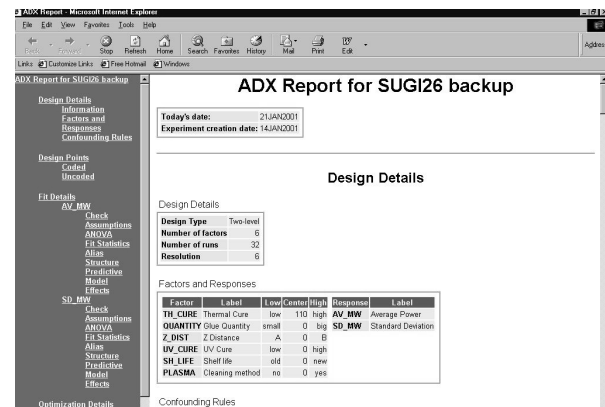 ADX Report - Microsoft Internet Explorer
File Edit View Favorites Tools Help
Back Forward Stop Refresh Home Search Favorites History Mail Print Edit
Addres
Links Customize Links Free Hotmail Windows
ADX Report for SUGI26 backup
Design Details
Information
Factors and
Responses
Confounding Rules
Design Points
Coded
Uncoded
Fit Details
AV_MW
Check
Assumptions
ANOVA
Fit Statistics
Alias
Structure
Predictive
Model
Effects
SD_MW
Check
Assumptions
ANOVA
Fit Statistics
Alias
Structure
Predictive
Model
Effects
Optimization Details
ADX Report for SUGI26 backup
Today's date: 21JAN2001
Experiment creation date: 14JAN2001
Design Details
Design Details
Design Type Two-level
Number of factors 6
Number of runs 32
Resolution 6
Factors and Responses
Factor Label Low Center High Response Label
TH_CURE Thermal Cure low 110 high AV_MW Average Power
QUANTITY Glue Quantity small 0 big SD_MW Standard Deviation
Z_DIST Z Distance A 0 B
UV_CURE UV Cure low 0 high
SH_LIFE Shelf life old 0 new
PLASMA Cleaning method no 0 yes
Confounding Rules